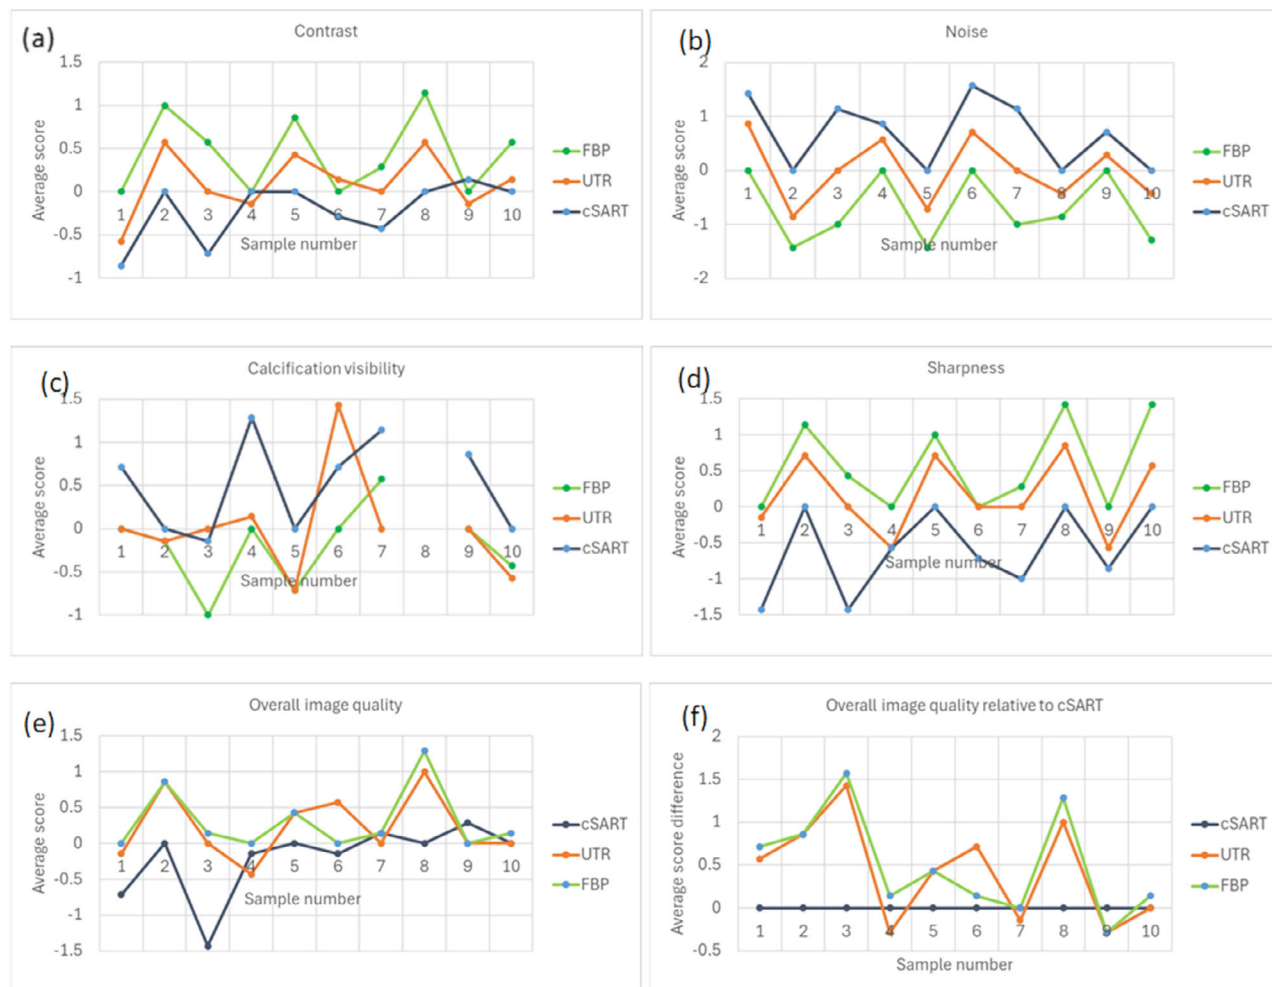 (a)
Contrast
1.5
1
0.5
0
-0.5
-1
Average score
1 2 3 4 5 6 7 8 9 10
Sample number
FBP
UTR
cSART
(b)
Noise
2
1
0
-1
-2
Average score
1 2 3 4 5 6 7 8 9 10
Sample number
FBP
UTR
cSART
(c)
Calcification visibility
1.5
1
0.5
0
-0.5
-1
Average score
1 2 3 4 5 6 7 8 9 10
Sample number
FBP
UTR
cSART
(d)
Sharpness
1.5
1
0.5
0
-0.5
-1
-1.5
Average score
1 2 3 4 5 6 7 8 9 10
Sample number
FBP
UTR
cSART
(e)
Overall image quality
1.5
1
0.5
0
-0.5
-1
-1.5
Average score
1 2 3 4 5 6 7 8 9 10
Sample number
cSART
UTR
FBP
(f)
Overall image quality relative to cSART
2
1.5
1
0.5
0
-0.5
Average score difference
1 2 3 4 5 6 7 8 9 10
Sample number
cSART
UTR
FBP